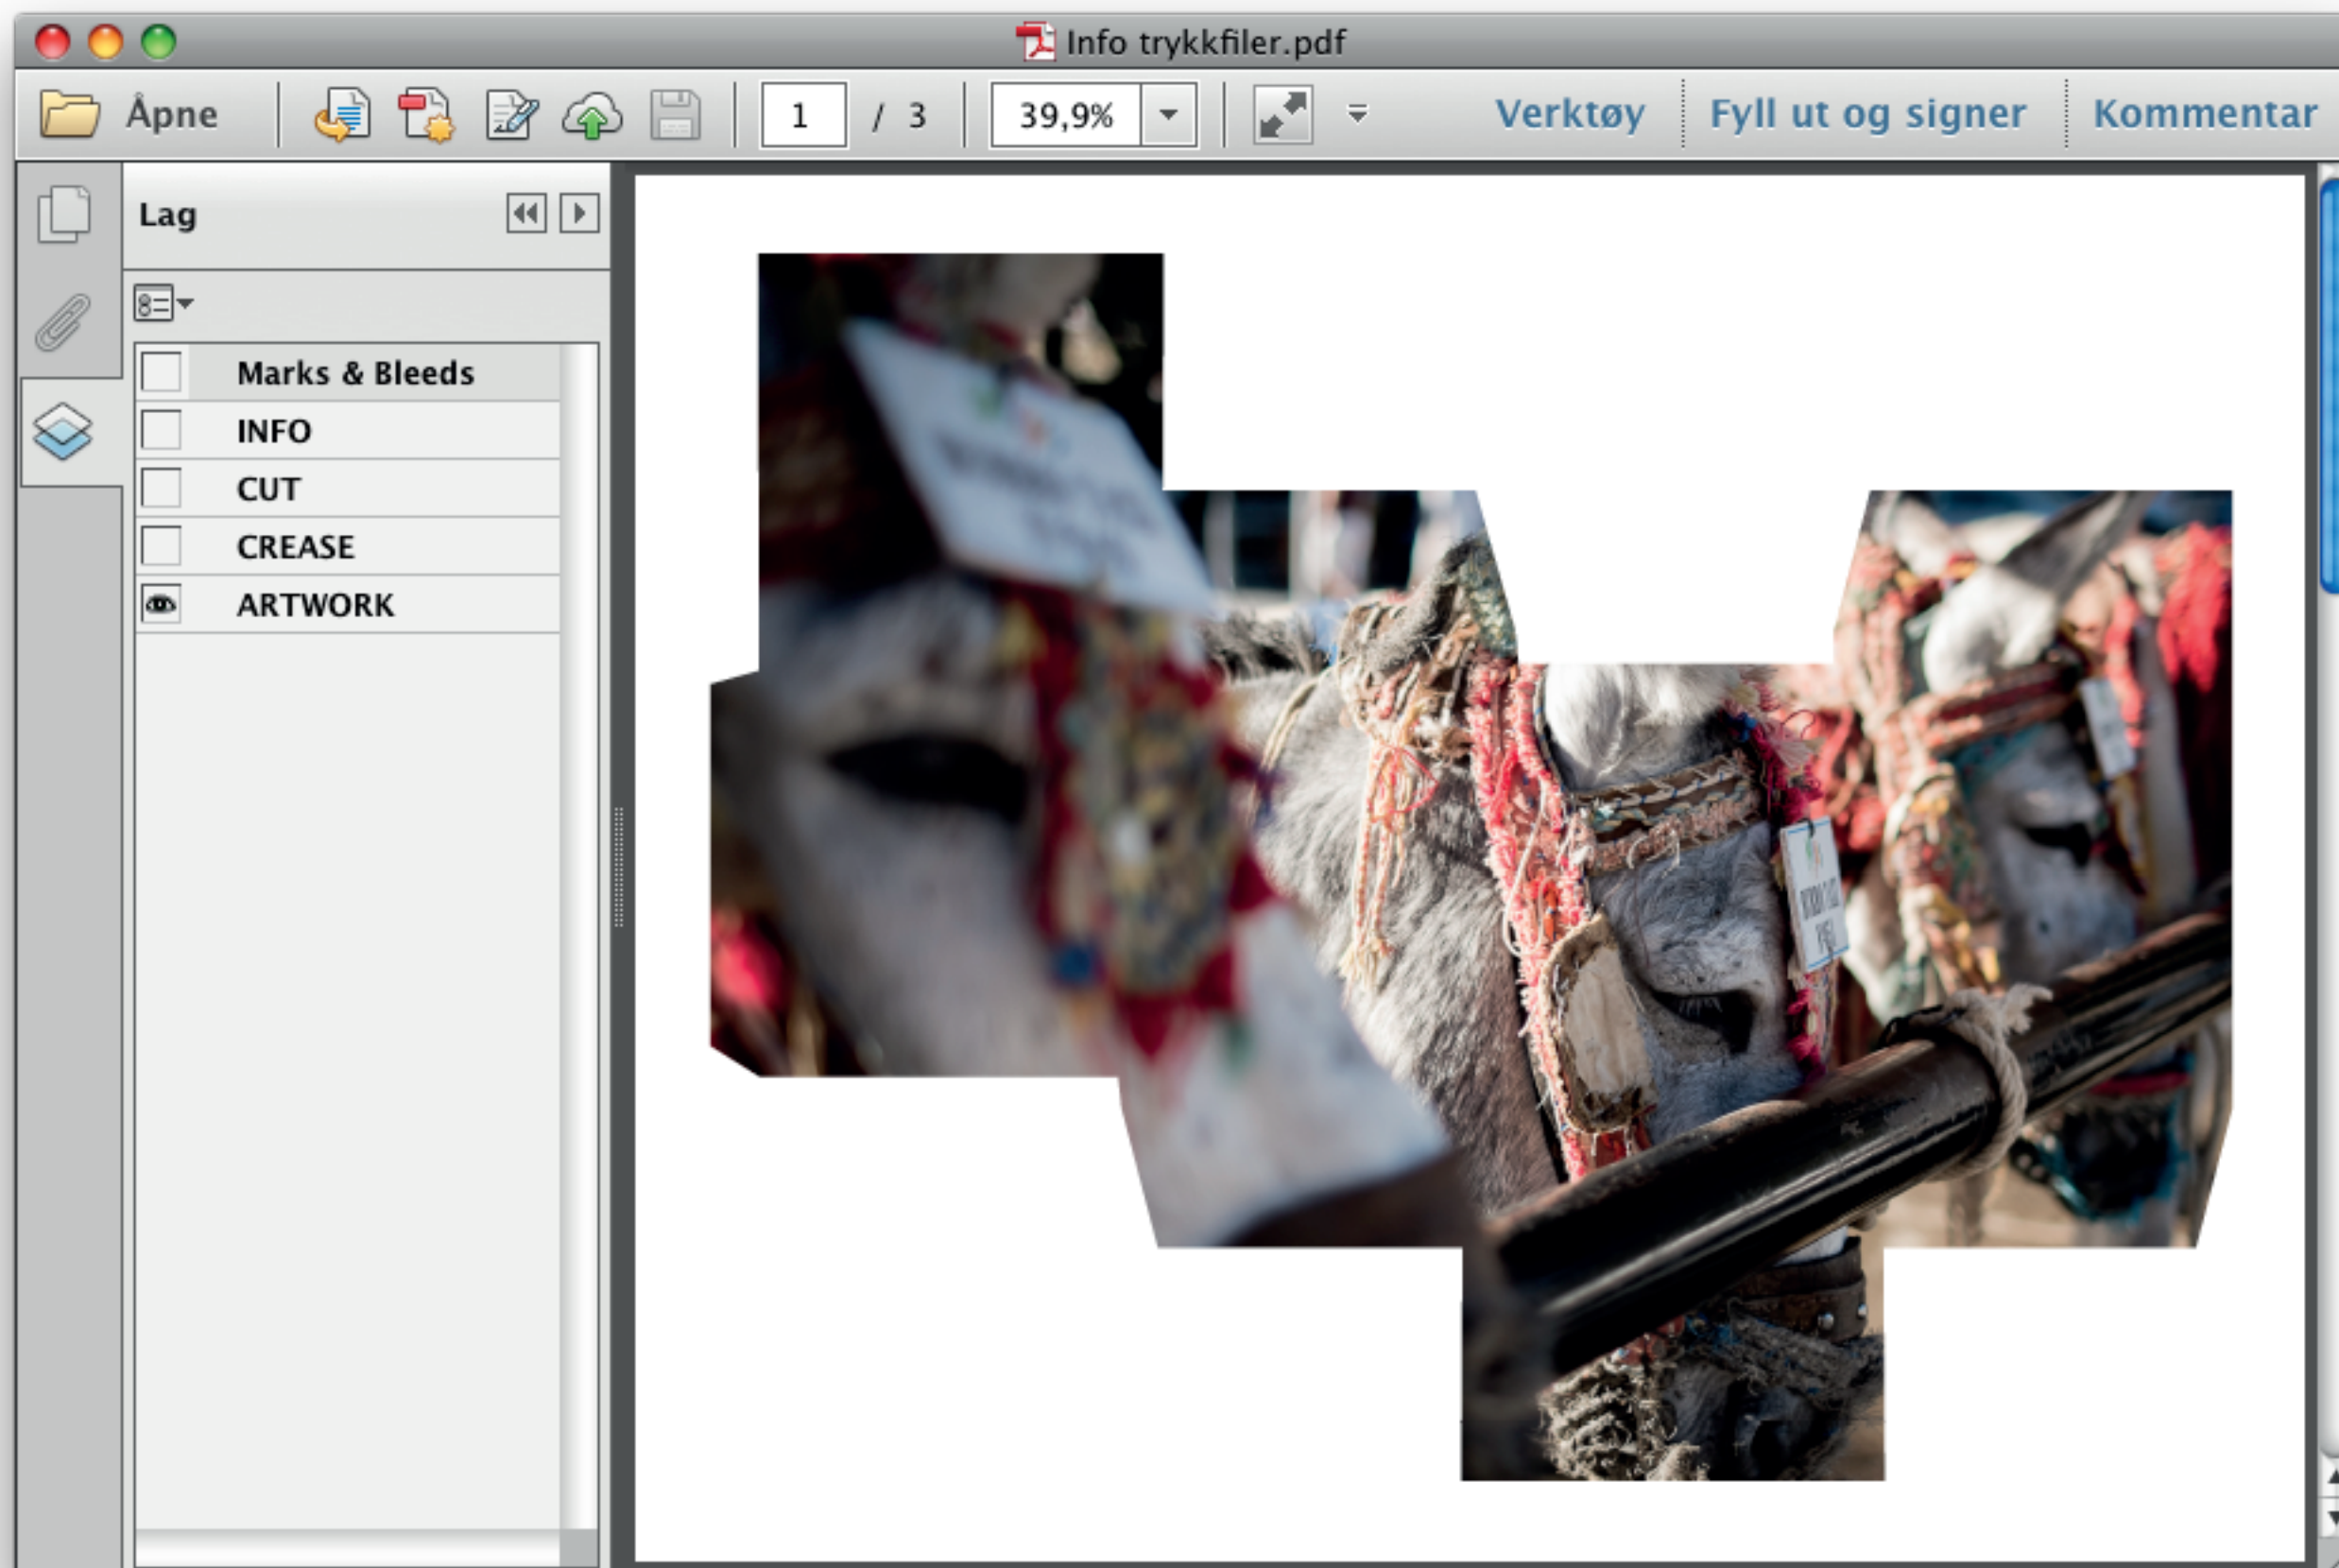 Info trykkfiler.pdf
Åpne 1 / 3 39,9% Verktøy Fyll ut og signer Kommentar
Lag
Marks & Bleeds
INFO
CUT
CREASE
ARTWORK